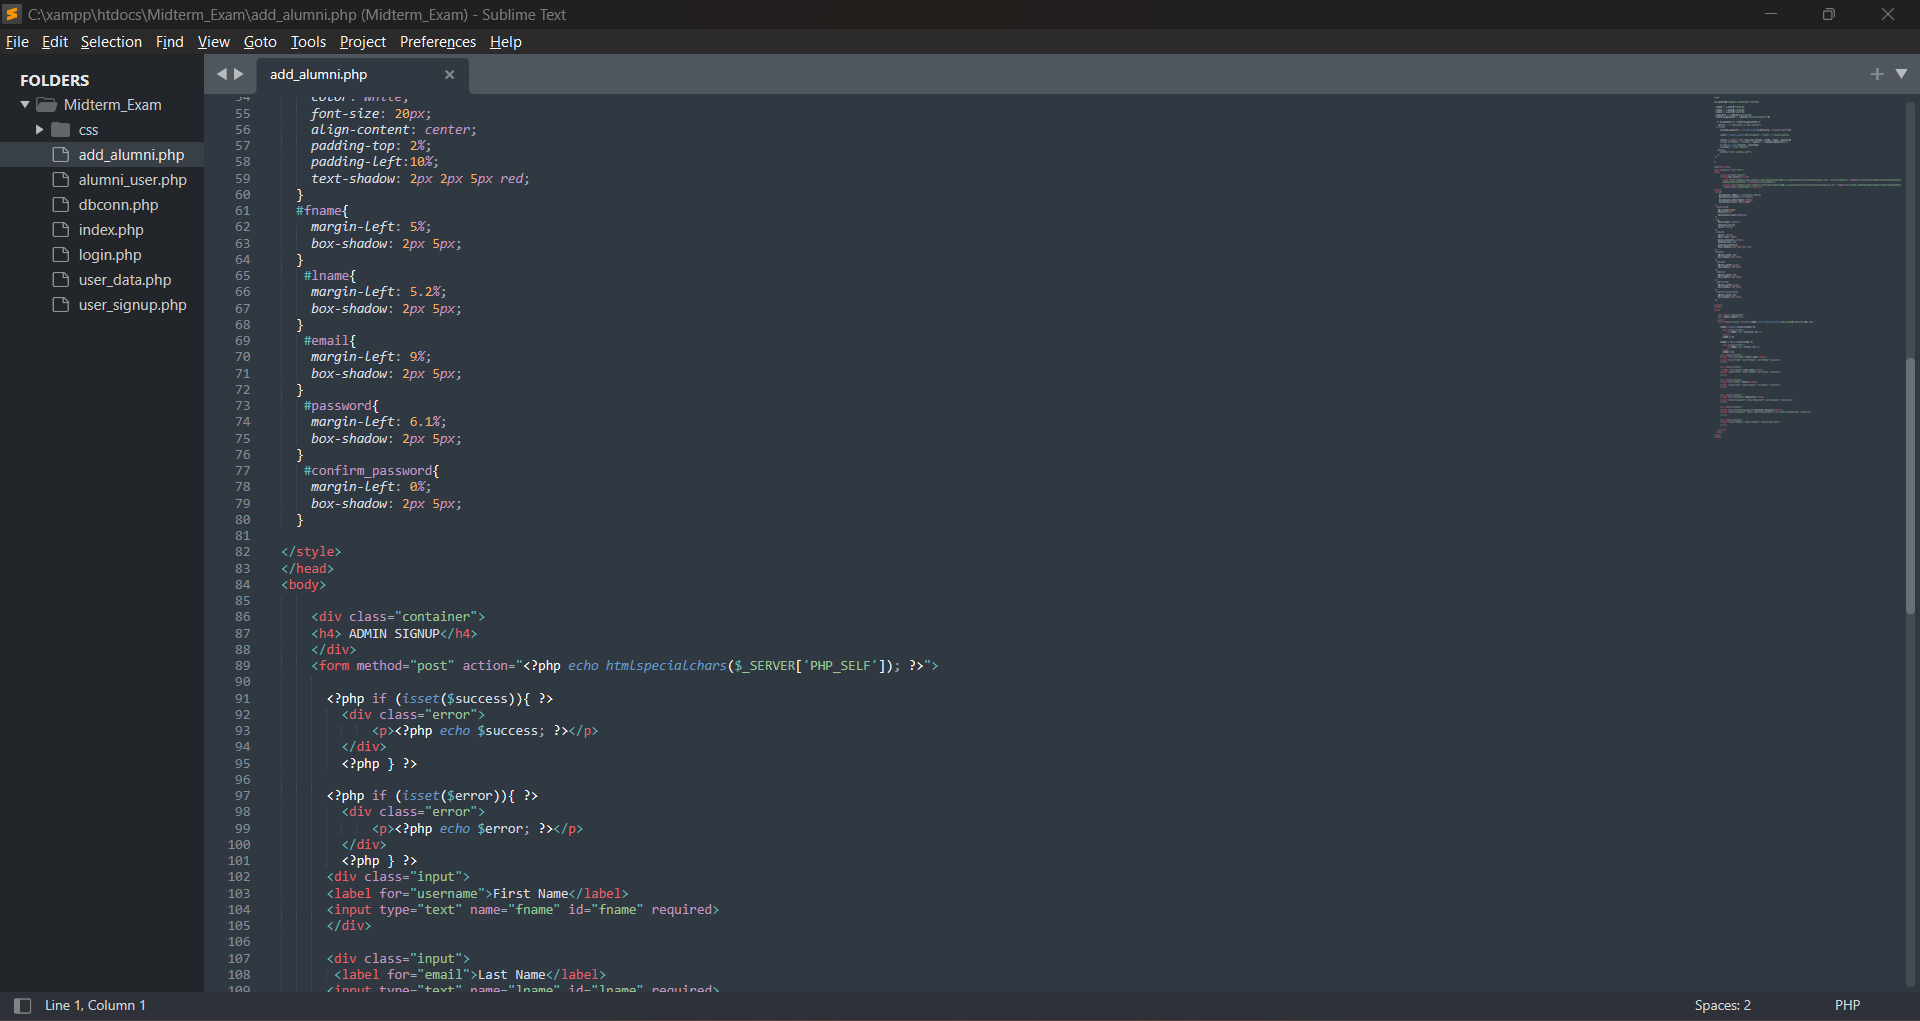 C:\xampp\htdocs\Midterm_Exam\add_alumni.php (Midterm_Exam) - Sublime Text
File Edit Selection Find View Goto Tools Project Preferences Help
FOLDERS
Midterm_Exam
css
add_alumni.php
alumni_user.php
dbconn.php
index.php
login.php
user_data.php
user_signup.php
add_alumni.php
54 color: white;
55 font-size: 20px;
56 align-content: center;
57 padding-top: 2%;
58 padding-left:10%;
59 text-shadow: 2px 2px 5px red;
60 }
61 #fname{
62 margin-left: 5%;
63 box-shadow: 2px 5px;
64 }
65 #lname{
66 margin-left: 5.2%;
67 box-shadow: 2px 5px;
68 }
69 #email{
70 margin-left: 9%;
71 box-shadow: 2px 5px;
72 }
73 #password{
74 margin-left: 6.1%;
75 box-shadow: 2px 5px;
76 }
77 #confirm_password{
78 margin-left: 0%;
79 box-shadow: 2px 5px;
80 }
81
82 </style>
83 </head>
84 <body>
85
86 <div class="container">
87 <h4> ADMIN SIGNUP</h4>
88 </div>
89 <form method="post" action="<?php echo htmlspecialchars($_SERVER['PHP_SELF']); ?>">
90
91 <?php if (isset($success)){ ?>
92 <div class="error">
93 <p><?php echo $success; ?></p>
94 </div>
95 <?php } ?>
96
97 <?php if (isset($error)){ ?>
98 <div class="error">
99 <p><?php echo $error; ?></p>
100 </div>
101 <?php } ?>
102 <div class="input">
103 <label for="username">First Name</label>
104 <input type="text" name="fname" id="fname" required>
105 </div>
106
107 <div class="input">
108 <label for="email">Last Name</label>
109 <input type="text" name="lname" id="lname" required>
Line 1, Column 1
Spaces: 2
PHP